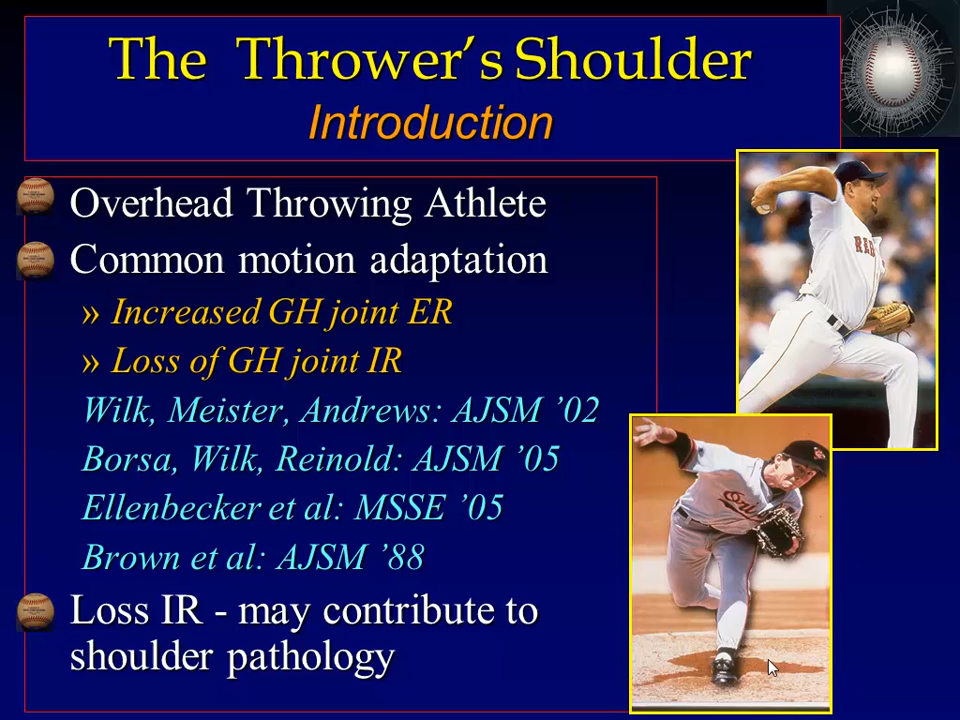 The Thrower’s Shoulder
Introduction
Overhead Throwing Athlete
Common motion adaptation
» Increased GH joint ER
» Loss of GH joint IR
Wilk, Meister, Andrews: AJSM ’02
Borsa, Wilk, Reinold: AJSM ’05
Ellenbecker et al: MSSE ’05
Brown et al: AJSM ’88
Loss IR - may contribute to
shoulder pathology